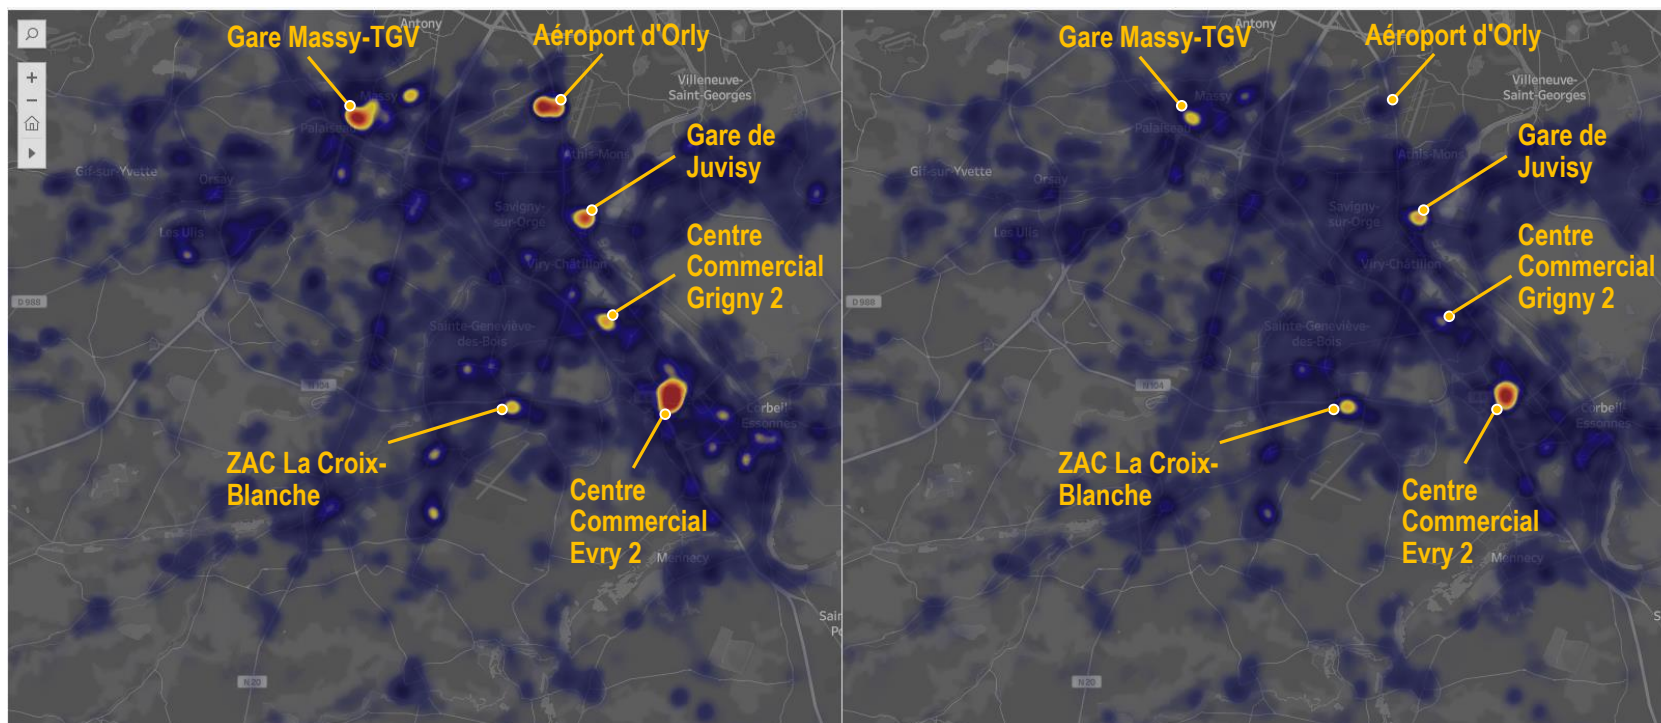 Antony
Gare Massy-TGV
Aéroport d'Orly
Villeneuve-
Saint-Georges
Massy
Palaiseau
Gare de
Juvisy
Athis-Mons
Gif-sur-Yvette
Orsay
Savigny-
sur-Orge
Les Ulis
Centre
Commercial
Grigny 2
Viry-Châtillon
D 988
Sainte-Geneviève-
des-Bois
N104
Corbeil-
Essonnes
ZAC La Croix-
Blanche
Centre
Commercial
Evry 2
Mennecy
N 20
Antony
Gare Massy-TGV
Aéroport d'Orly
Villeneuve-
Saint-Georges
Massy
Palaiseau
Gare de
Juvisy
Athis-Mons
Gif-sur-Yvette
Orsay
Savigny-
sur-Orge
Les Ulis
Centre
Commercial
Grigny 2
Viry-Châtillon
D 988
Sainte-Geneviève-
des-Bois
N104
Corbeil-
Essonnes
ZAC La Croix-
Blanche
Centre
Commercial
Evry 2
Mennecy
N 20